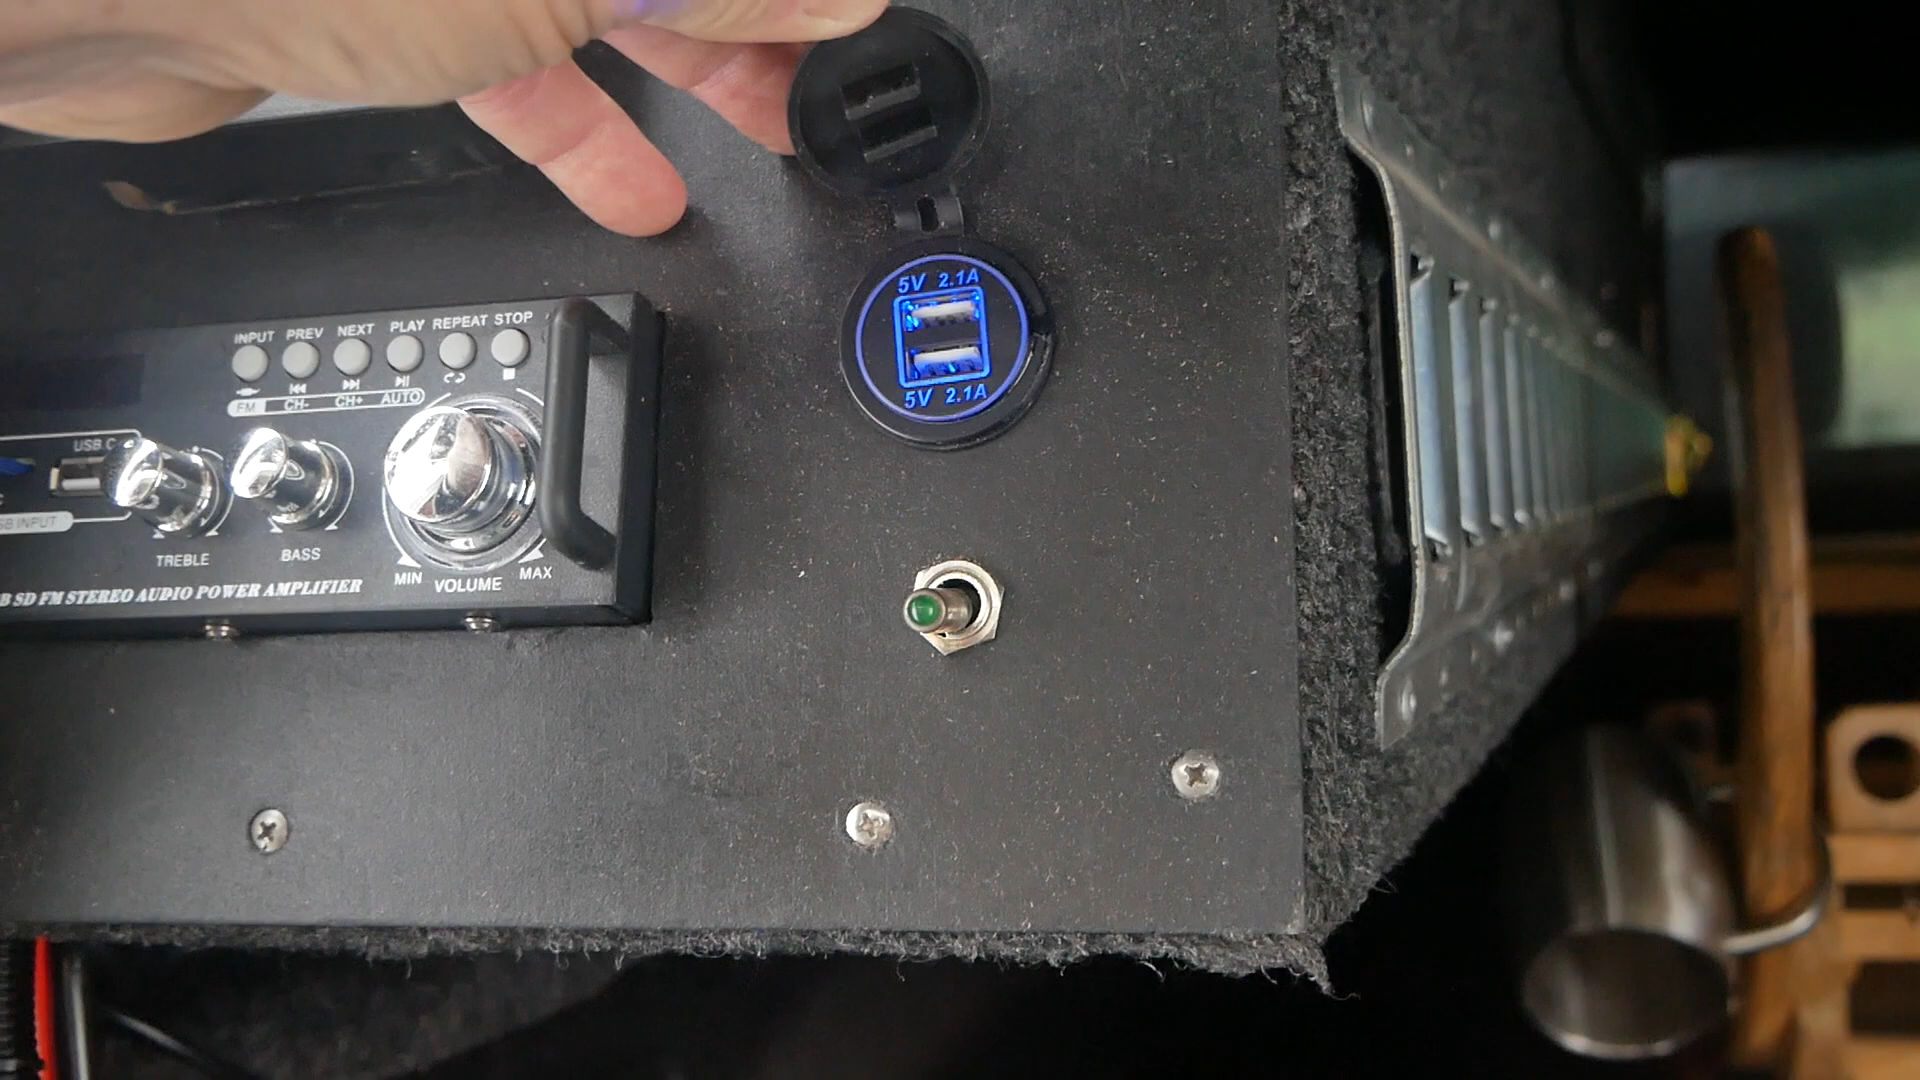 5V 2.1A
5V 2.1A
INPUT PREV NEXT PLAY REPEAT STOP
FM CH- CH+ AUTO
USB
INPUT
TREBLE
BASS
MIN VOLUME MAX
SD FM STEREO AUDIO POWER AMPLIFIER